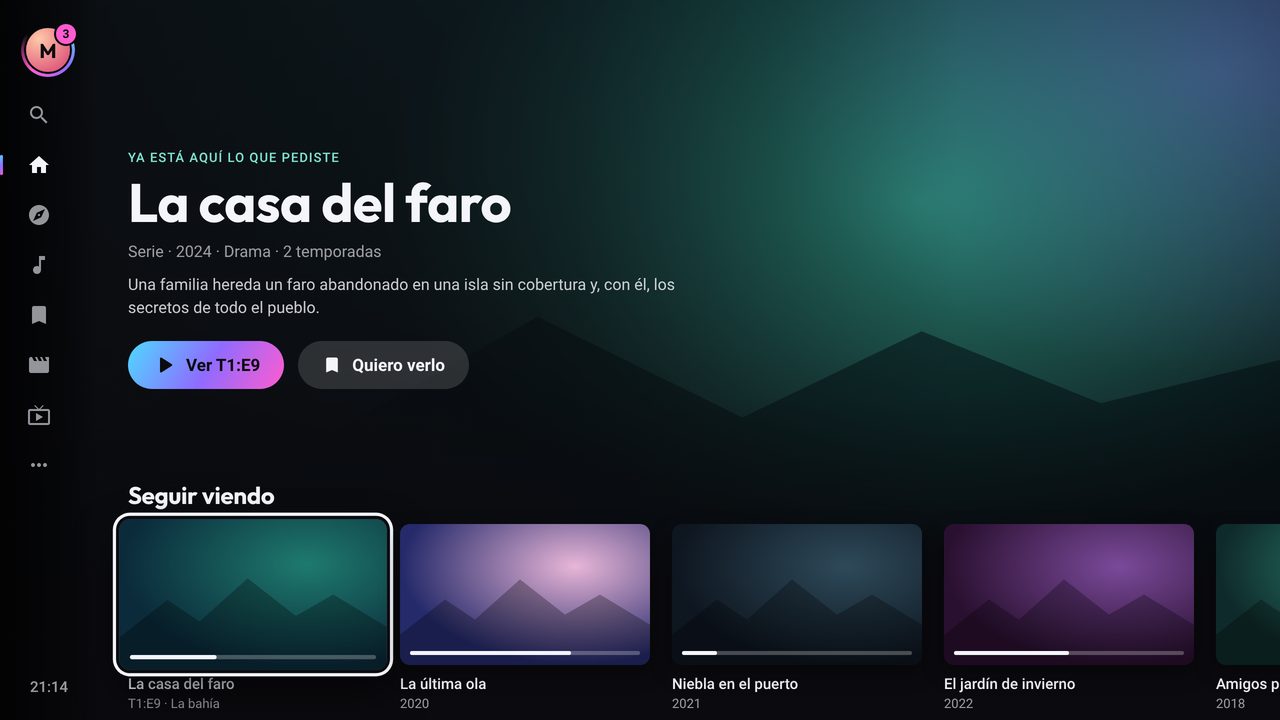 M
3
YA ESTÁ AQUÍ LO QUE PEDISTE
La casa del faro
Serie · 2024 · Drama · 2 temporadas
Una familia hereda un faro abandonado en una isla sin cobertura y, con él, los
secretos de todo el pueblo.
Ver T1:E9
Quiero verlo
Seguir viendo
La casa del faro
T1:E9 · La bahía
La última ola
2020
Niebla en el puerto
2021
El jardín de invierno
2022
Amigos p
2018
21:14